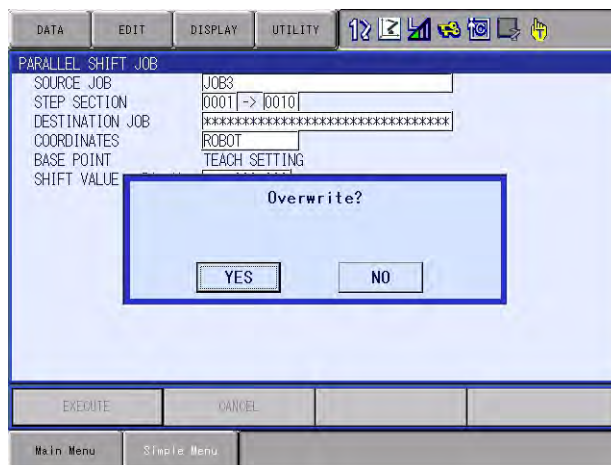 DATA EDIT DISPLAY UTILITY
PARALLEL SHIFT JOB
SOURCE JOB JOB3
STEP SECTION 0001 -> 0010
DESTINATION JOB ********************************
COORDINATES ROBOT
BASE POINT TEACH SETTING
SHIFT VALUE
Overwrite?
YES NO
EXECUTE CANCEL
Main Menu Simple Menu